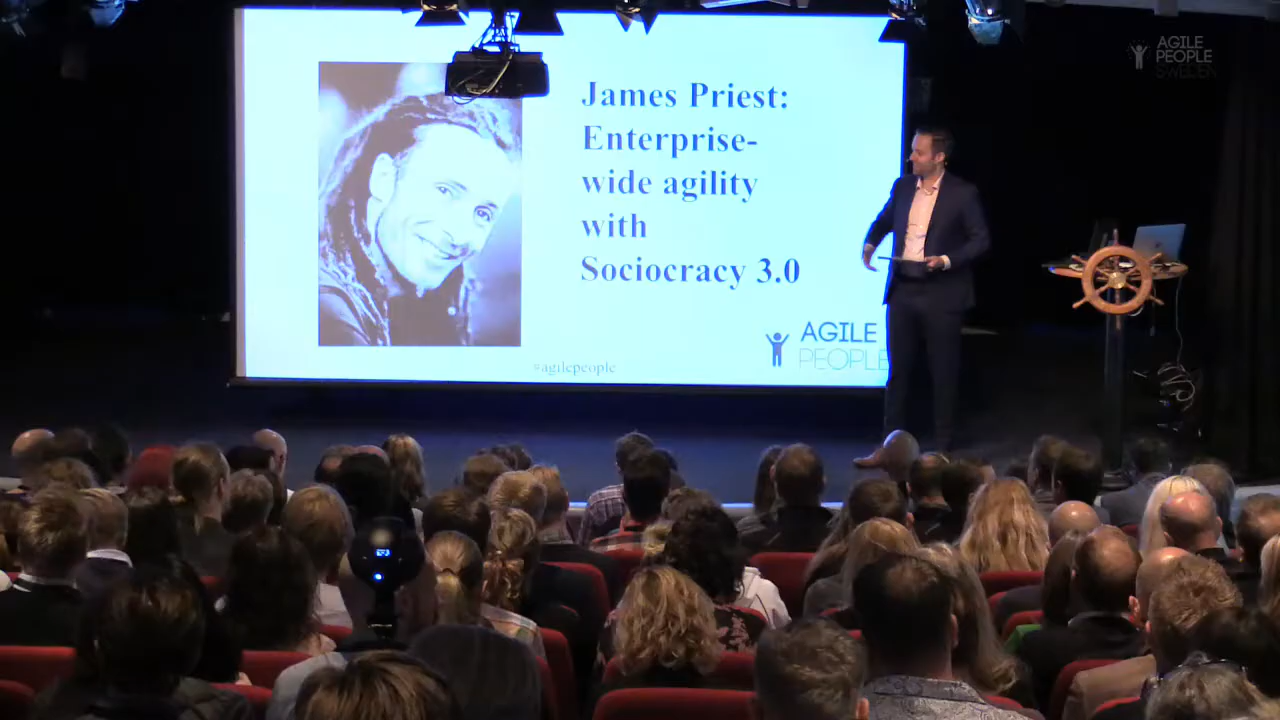 James Priest:
Enterprise-
wide agility
with
Sociocracy 3.0
AGILE
PEOPLE
#agilepeople
AGILE
PEOPLE
SWEDEN